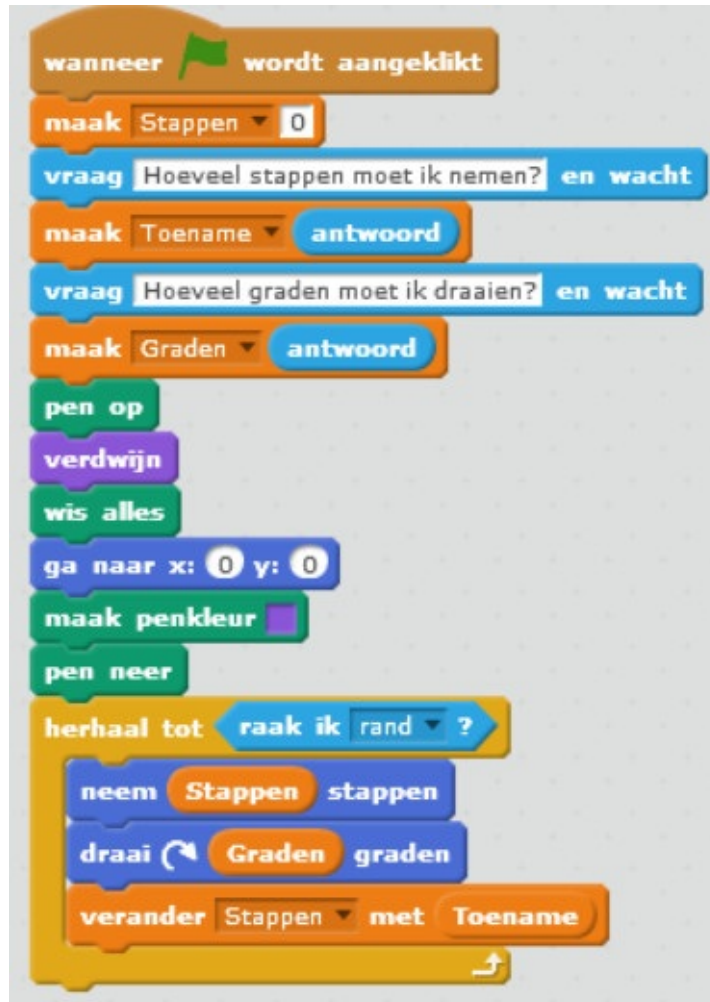 wanneer wordt aangeklikt
maak Stappen 0
vraag Hoeveel stappen moet ik nemen? en wacht
maak Toename antwoord
vraag Hoeveel graden moet ik draaien? en wacht
maak Graden antwoord
pen op
verdwijn
wis alles
ga naar x: 0 y: 0
maak penkleur
pen neer
herhaal tot raak ik rand ?
neem Stappen stappen
draai Graden graden
verander Stappen met Toename